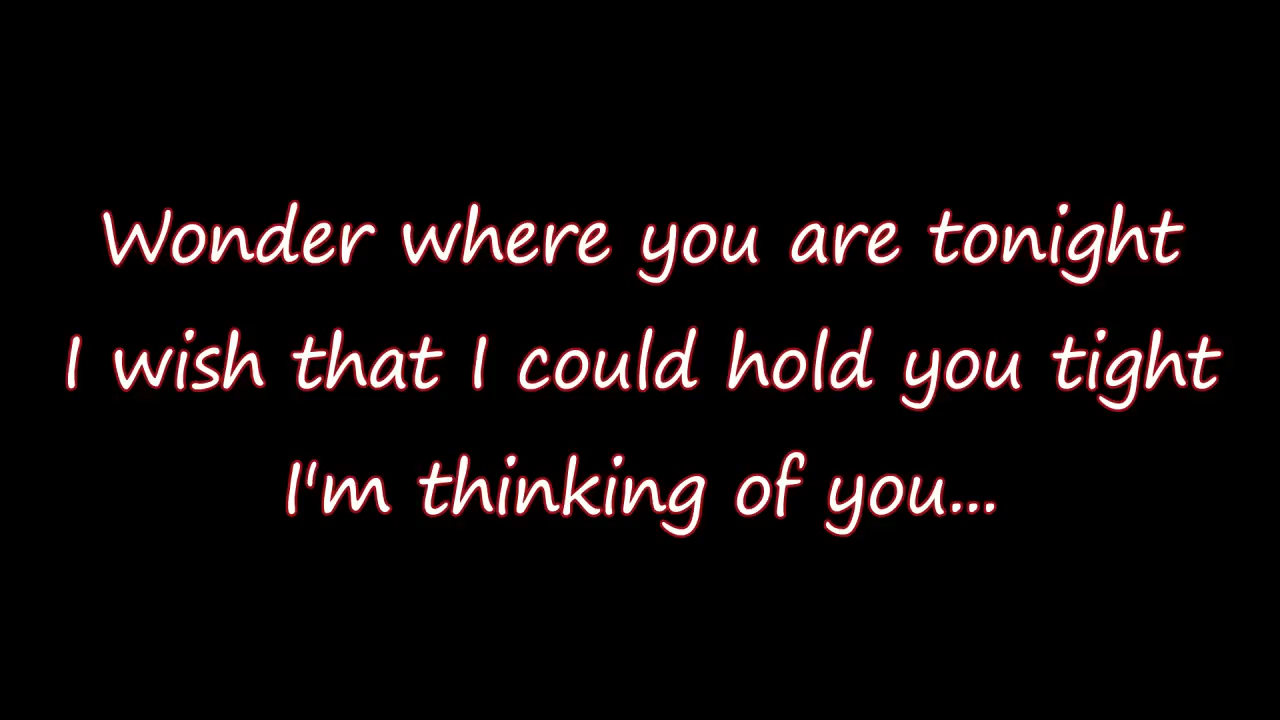 Wonder where you are tonight
I wish that I could hold you tight
I'm thinking of you...